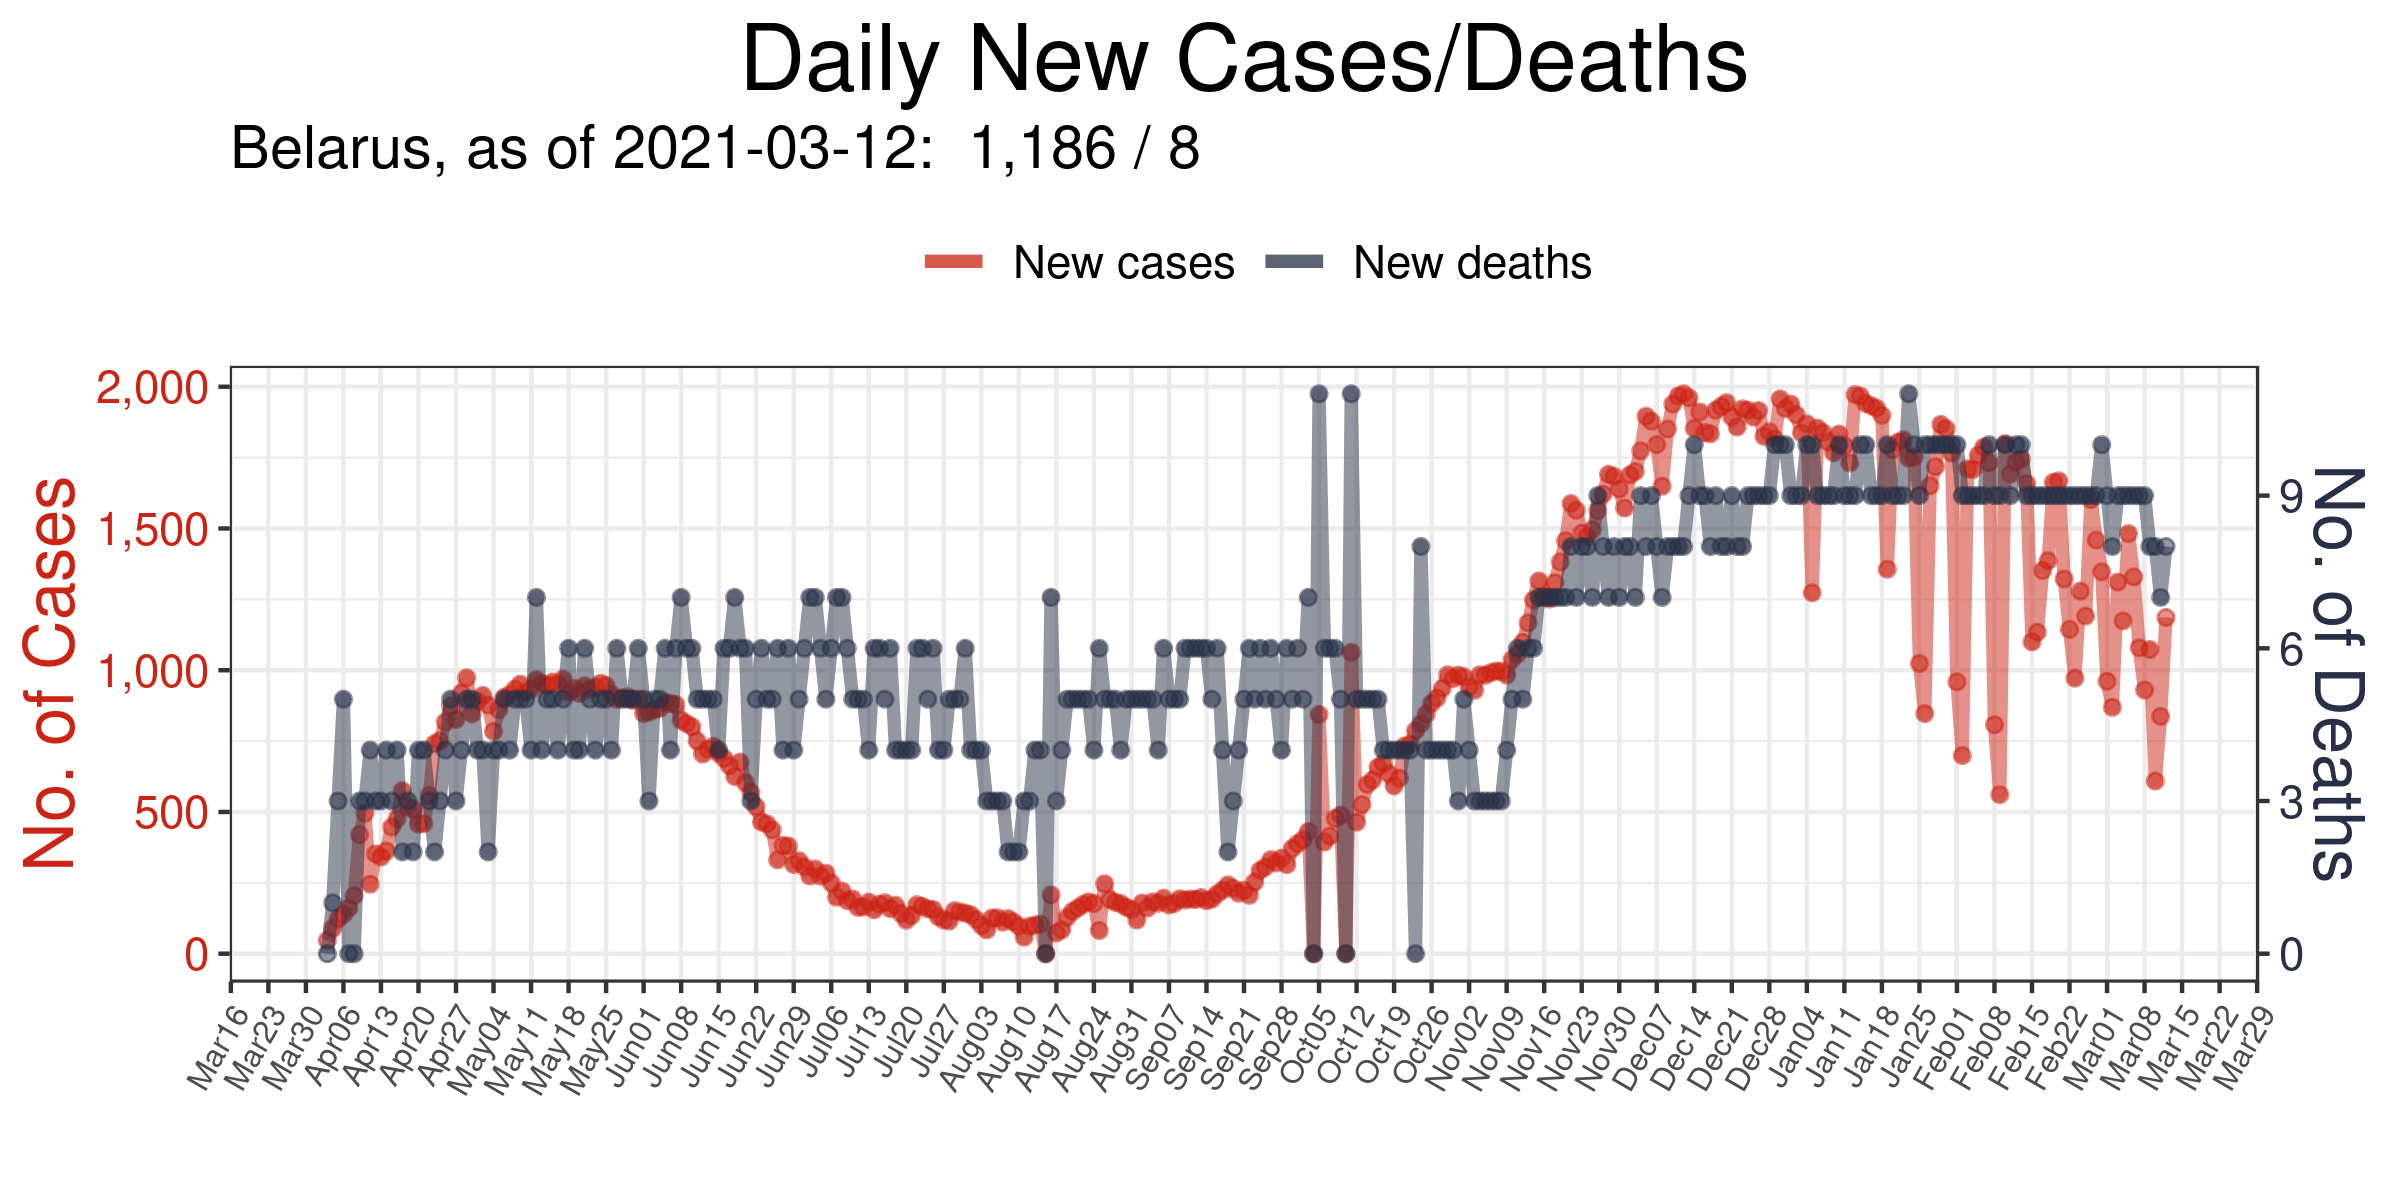 Daily New Cases/Deaths
Belarus, as of 2021-03-12:  1,186 / 8
New cases
New deaths
No. of Cases
2,000
1,500
1,000
500
0
9
6
3
0
No. of Deaths
Mar16
Mar23
Mar30
Apr06
Apr13
Apr20
Apr27
May04
May11
May18
May25
Jun01
Jun08
Jun15
Jun22
Jun29
Jul06
Jul13
Jul20
Jul27
Aug03
Aug10
Aug17
Aug24
Aug31
Sep07
Sep14
Sep21
Sep28
Oct05
Oct12
Oct19
Oct26
Nov02
Nov09
Nov16
Nov23
Nov30
Dec07
Dec14
Dec21
Dec28
Jan04
Jan11
Jan18
Jan25
Feb01
Feb08
Feb15
Feb22
Mar01
Mar08
Mar15
Mar22
Mar29